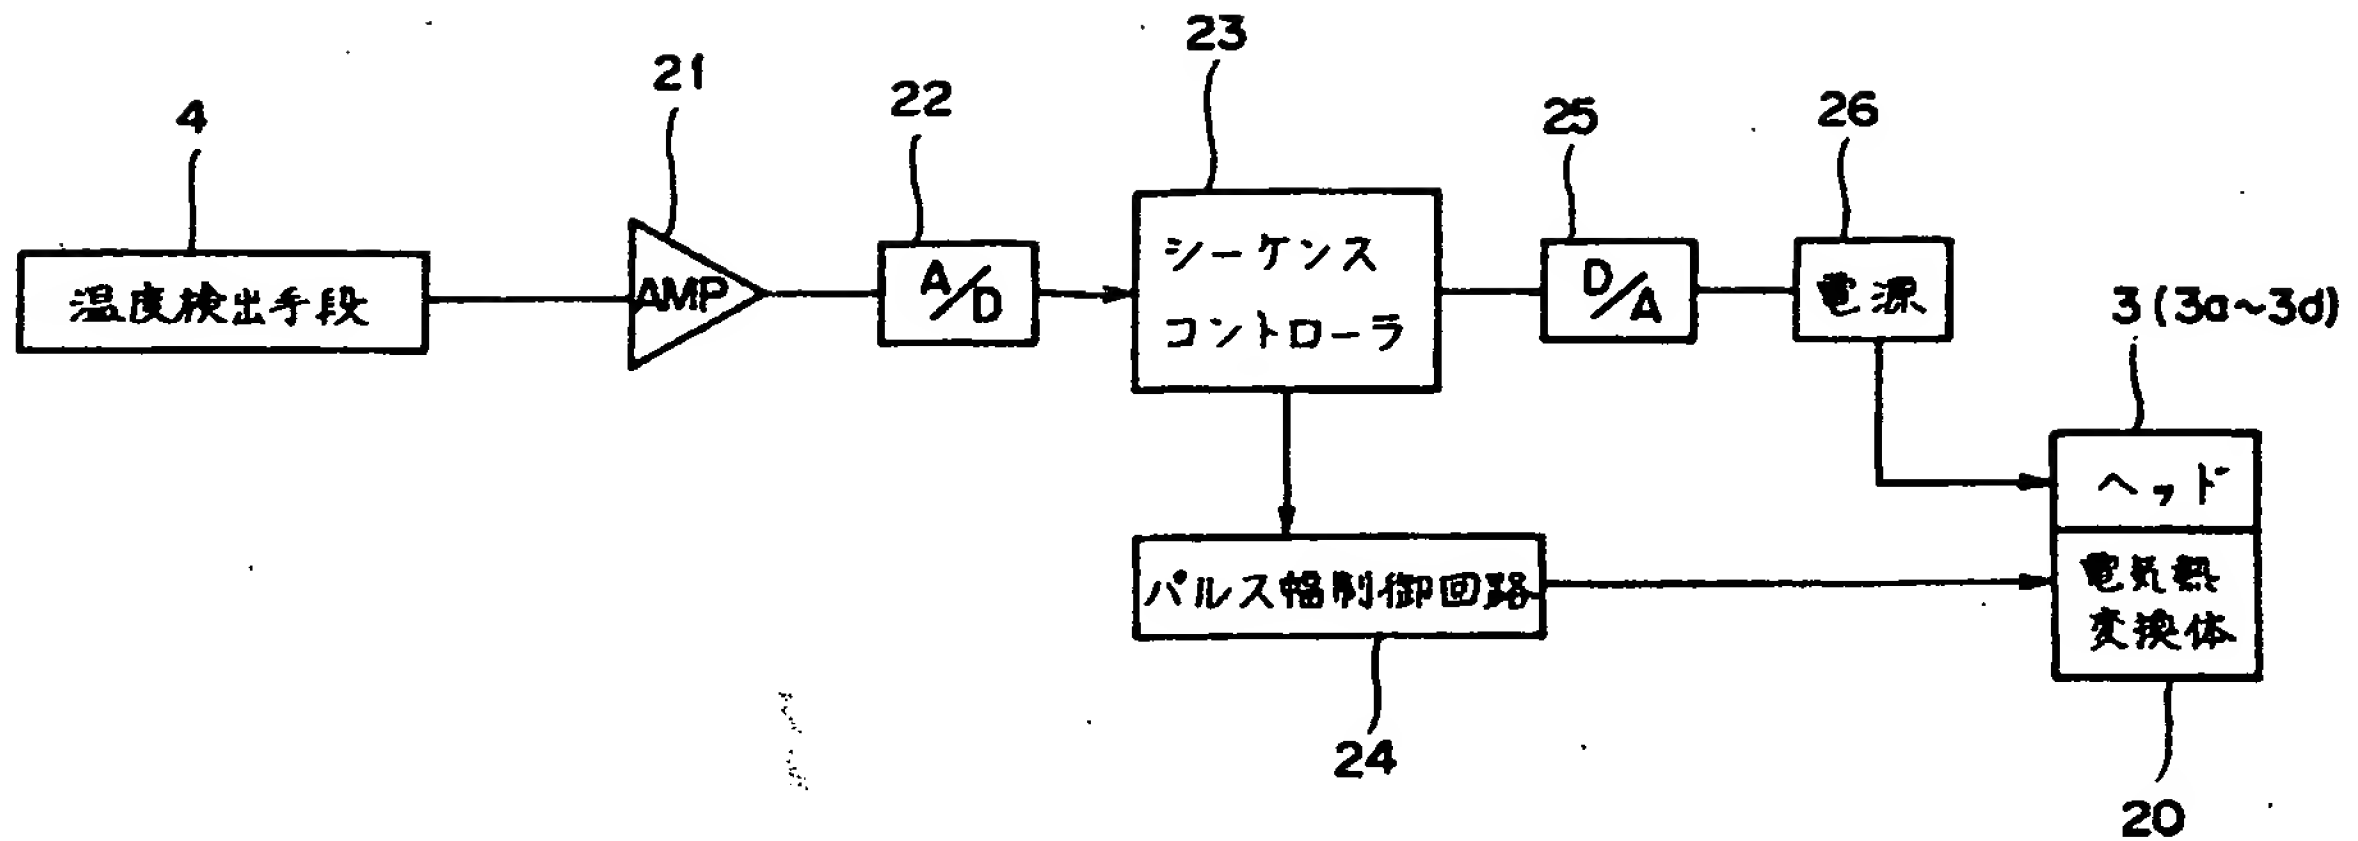 23
21
4
22
25
26
シーケンス
コントローラ
温度検出手段
AMP
A/D
D/A
電源
3(3a~3d)
ヘッド
電気熱
変換体
パルス幅制御回路
24
20